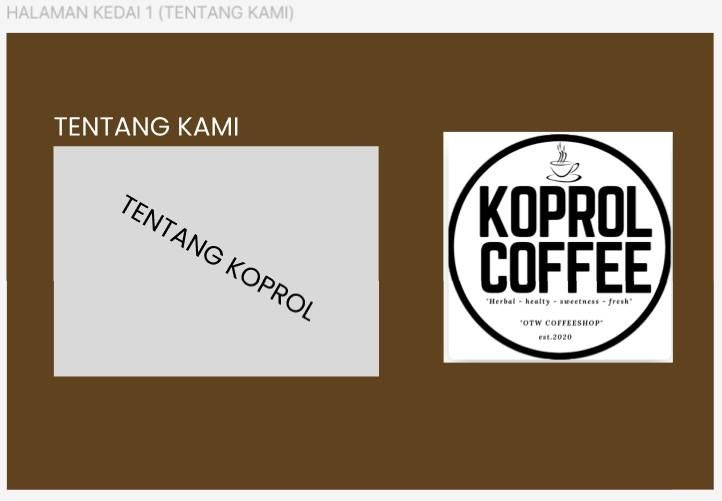 HALAMAN KEDAI 1 (TENTANG KAMI)
TENTANG KAMI
TENTANG KOPROL
KOPROL
COFFEE
"Herbal - healty - sweetness - fresh"
"OTW COFFEESHOP"
est.2020